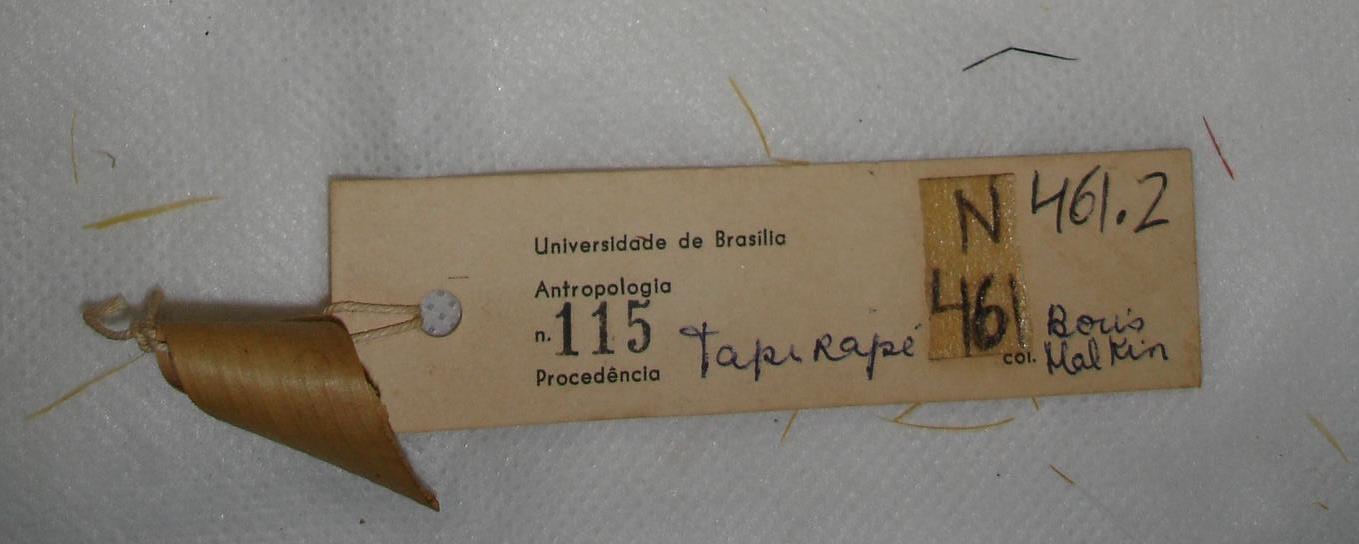 Universidade de Brasília
Antropologia
n. 115 Tapirapé
Procedência
N
461
461.2
col. Boris
Malkin